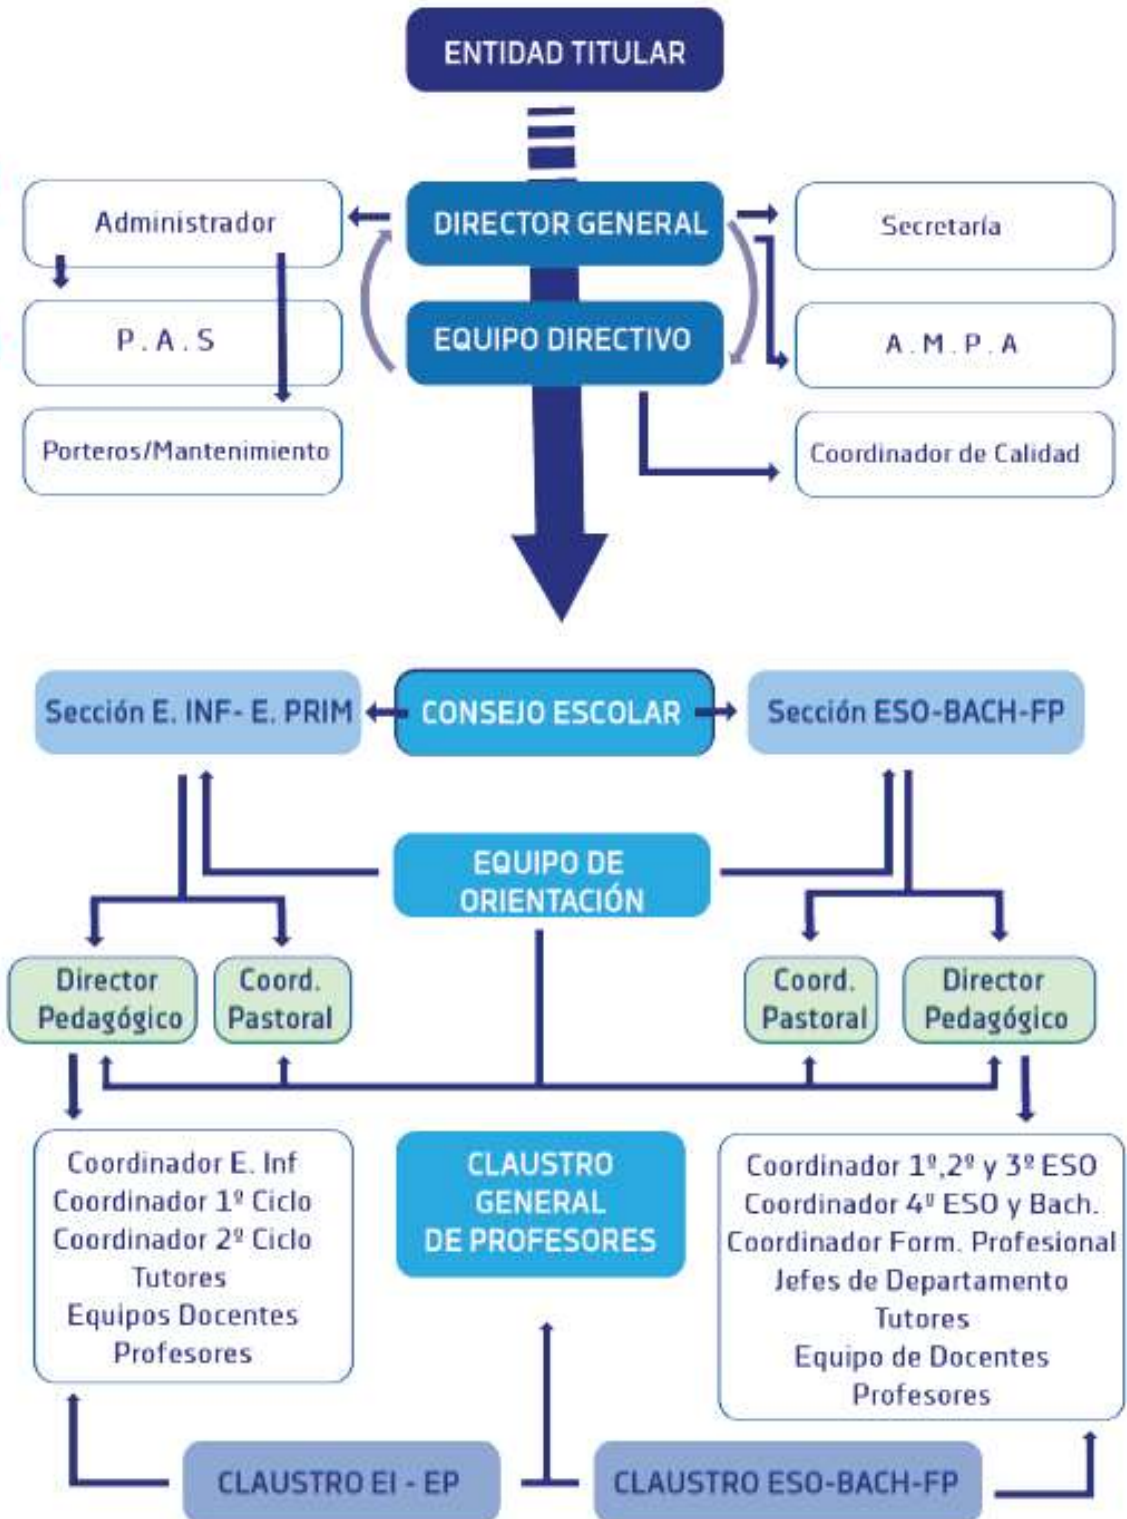 ENTIDAD TITULAR
Administrador
DIRECTOR GENERAL
Secretaría
P . A . S
EQUIPO DIRECTIVO
A . M . P . A
Porteros/Mantenimiento
Coordinador de Calidad
Sección E. INF- E. PRIM
CONSEJO ESCOLAR
Sección ESO-BACH-FP
EQUIPO DE
ORIENTACIÓN
Director
Pedagógico
Coord.
Pastoral
Coord.
Pastoral
Director
Pedagógico
Coordinador E. Inf
Coordinador 1º Ciclo
Coordinador 2º Ciclo
Tutores
Equipos Docentes
Profesores
CLAUSTRO
GENERAL
DE PROFESORES
Coordinador 1º,2º y 3º ESO
Coordinador 4º ESO y Bach.
Coordinador Form. Profesional
Jefes de Departamento
Tutores
Equipo de Docentes
Profesores
CLAUSTRO EI - EP
CLAUSTRO ESO-BACH-FP